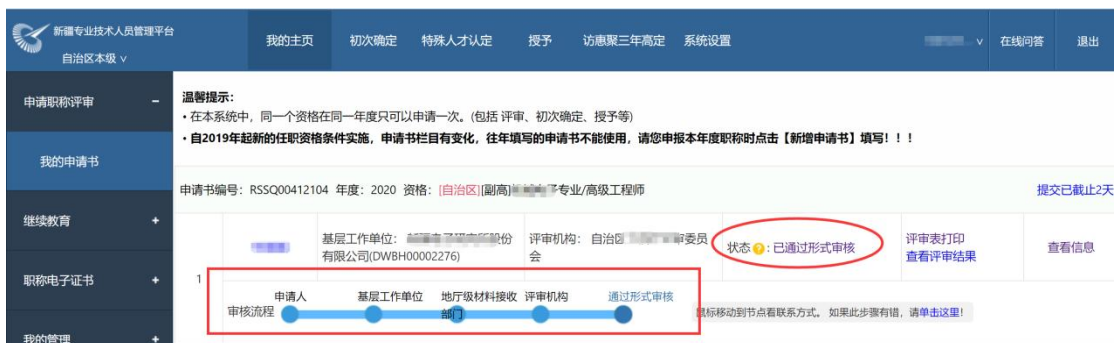 新疆专业技术人员管理平台
自治区本级 ∨
我的主页 初次确定 特殊人才认定 授予 访惠聚三年高定 系统设置 ∨ 在线问答 退出
申请职称评审 −
我的申请书
继续教育 +
职称电子证书 +
我的管理 +
温馨提示:
• 在本系统中，同一个资格在同一年度只可以申请一次。(包括 评审、初次确定、授予等)
• 自2019年起新的任职资格条件实施，申请书栏目有变化，往年填写的申请书不能使用，请您申报本年度职称时点击【新增申请书】填写！！！
申请书编号：RSSQ00412104 年度：2020 资格：[自治区][副高] 专业/高级工程师 提交已截止2天
1
基层工作单位： 股份
有限公司(DWBH00002276)
评审机构：自治区 委员
会
状态 ? : 已通过形式审核
评审表打印
查看评审结果
查看信息
审核流程
申请人 基层工作单位 地厅级材料接收 评审机构 通过形式审核
部门
鼠标移动到节点看联系方式。 如果此步骤有错，请单击这里！